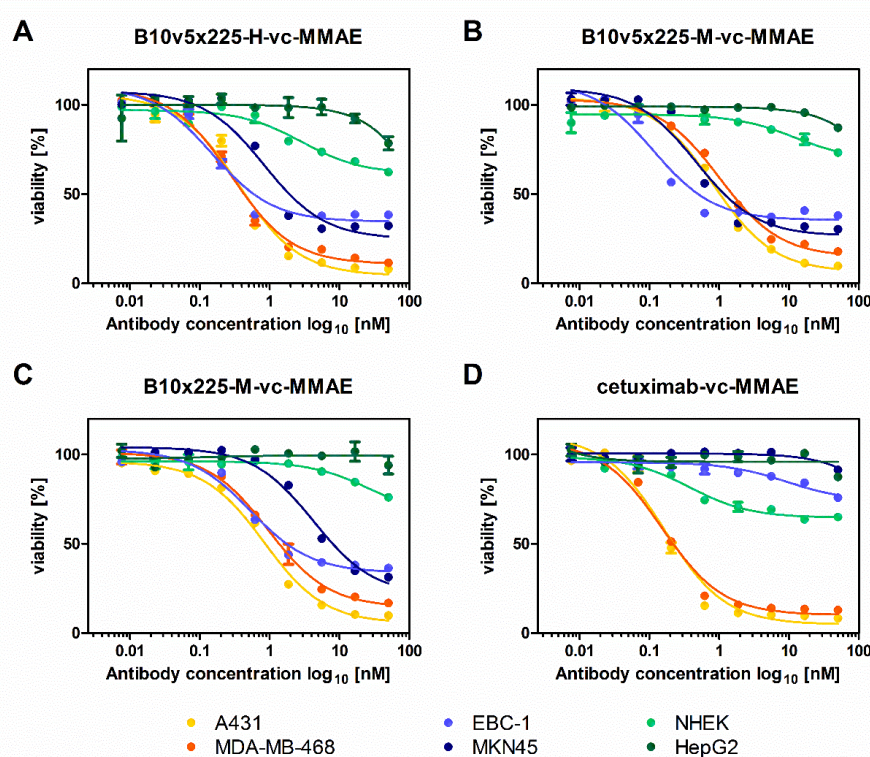 A
B10v5x225-H-vc-MMAE
viability [%]
100
50
0
0.01 0.1 1 10 100
Antibody concentration log10 [nM]
B
B10v5x225-M-vc-MMAE
viability [%]
100
50
0
0.01 0.1 1 10 100
Antibody concentration log10 [nM]
C
B10x225-M-vc-MMAE
viability [%]
100
50
0
0.01 0.1 1 10 100
Antibody concentration log10 [nM]
D
cetuximab-vc-MMAE
viability [%]
100
50
0
0.01 0.1 1 10 100
Antibody concentration log10 [nM]
A431 EBC-1 NHEK
MDA-MB-468 MKN45 HepG2